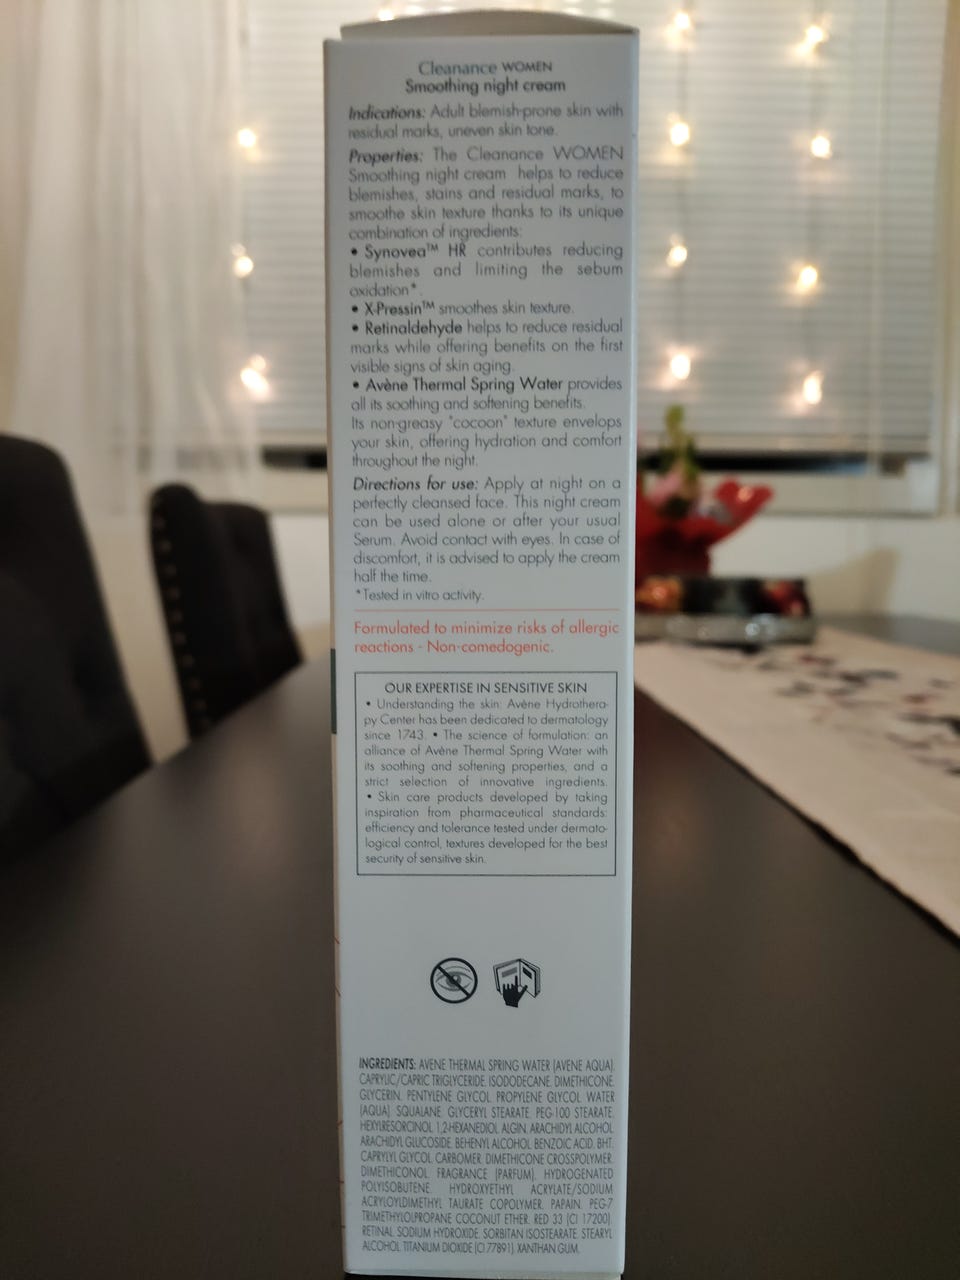 Cleanance WOMEN
Smoothing night cream
Indications: Adult blemish-prone skin with
residual marks, uneven skin tone.
Properties: The Cleanance WOMEN
Smoothing night cream helps to reduce
blemishes, stains and residual marks, to
smoothe skin texture thanks to its unique
combination of ingredients:
• Synovea™ HR contributes reducing
blemishes and limiting the sebum
oxidation*.
• X-Pressin™ smoothes skin texture.
• Retinaldehyde helps to reduce residual
marks while offering benefits on the first
visible signs of skin aging.
• Avène Thermal Spring Water provides
all its soothing and softening benefits.
Its non-greasy "cocoon" texture envelops
your skin, offering hydration and comfort
throughout the night.
Directions for use: Apply at night on a
perfectly cleansed face. This night cream
can be used alone or after your usual
Serum. Avoid contact with eyes. In case of
discomfort, it is advised to apply the cream
half the time.
*Tested in vitro activity.
Formulated to minimize risks of allergic
reactions - Non-comedogenic.
OUR EXPERTISE IN SENSITIVE SKIN
• Understanding the skin: Avène Hydrothera-
py Center has been dedicated to dermatology
since 1743. • The science of formulation: an
alliance of Avène Thermal Spring Water with
its soothing and softening properties, and a
strict selection of innovative ingredients.
• Skin care products developed by taking
inspiration from pharmaceutical standards:
efficiency and tolerance tested under dermato-
logical control, textures developed for the best
security of sensitive skin.
INGREDIENTS: AVENE THERMAL SPRING WATER (AVENE AQUA).
CAPRYLIC/CAPRIC TRIGLYCERIDE. ISODODECANE. DIMETHICONE.
GLYCERIN. PENTYLENE GLYCOL. PROPYLENE GLYCOL. WATER
(AQUA). SQUALANE. GLYCERYL STEARATE. PEG-100 STEARATE.
HEXYLRESORCINOL. 1,2-HEXANEDIOL. ALGIN. ARACHIDYL ALCOHOL.
ARACHIDYL GLUCOSIDE. BEHENYL ALCOHOL. BENZOIC ACID. BHT.
CAPRYLYL GLYCOL. CARBOMER. DIMETHICONE CROSSPOLYMER.
DIMETHICONOL. FRAGRANCE (PARFUM). HYDROGENATED
POLYISOBUTENE. HYDROXYETHYL ACRYLATE/SODIUM
ACRYLOYLDIMETHYL TAURATE COPOLYMER. PAPAIN. PEG-7
TRIMETHYLOLPROPANE COCONUT ETHER. RED 33 (CI 17200).
RETINAL. SODIUM HYDROXIDE. SORBITAN ISOSTEARATE. STEARYL
ALCOHOL. TITANIUM DIOXIDE (CI 77891). XANTHAN GUM.